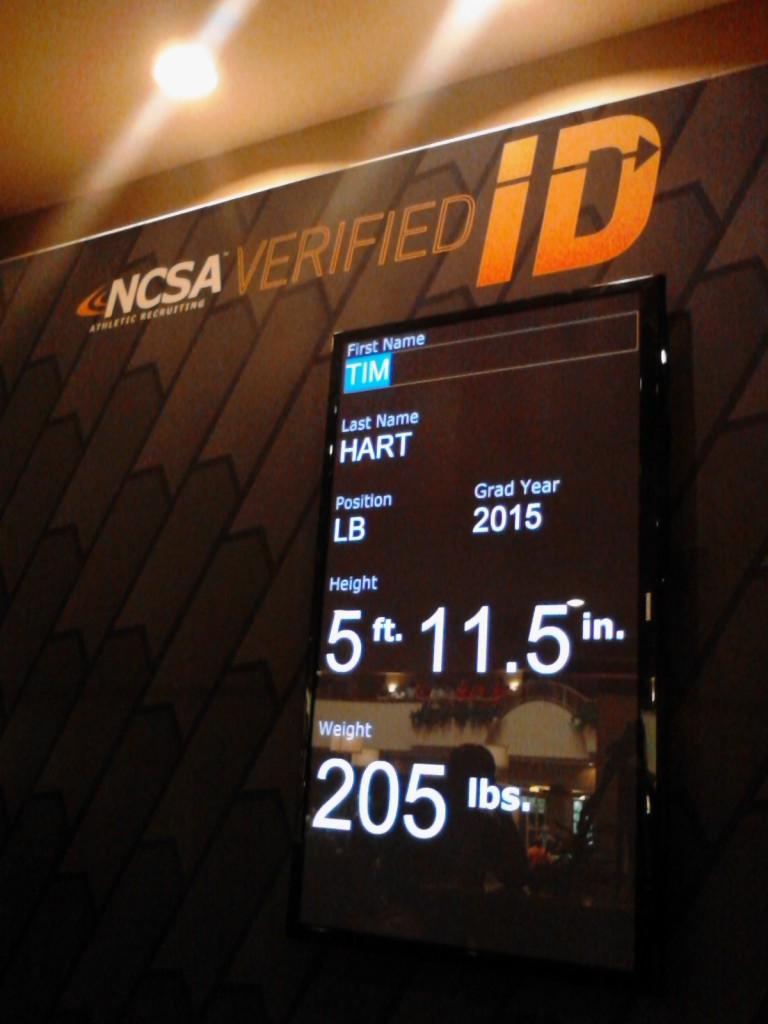 NCSA™ VERIFIED ID
ATHLETIC RECRUITING
First Name
TIM
Last Name
HART
Position
LB
Grad Year
2015
Height
5 ft. 11.5 in.
Weight
205 lbs.